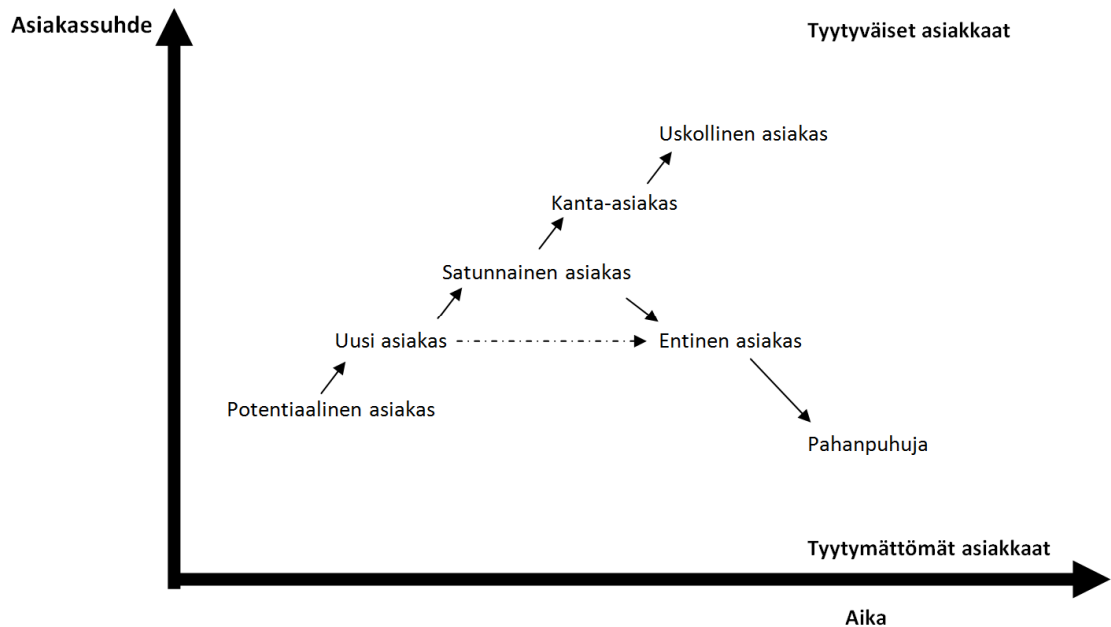 Asiakassuhde
Tyytyväiset asiakkaat
Uskollinen asiakas
Kanta-asiakas
Satunnainen asiakas
Uusi asiakas
Entinen asiakas
Potentiaalinen asiakas
Pahanpuhuja
Tyytymättömät asiakkaat
Aika